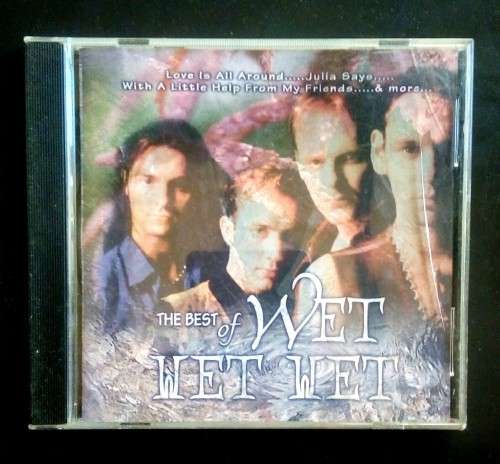 Love Is All Around.....Julia Says.....
With A Little Help From My Friends.....& more...
THE BEST of WET
WET WET